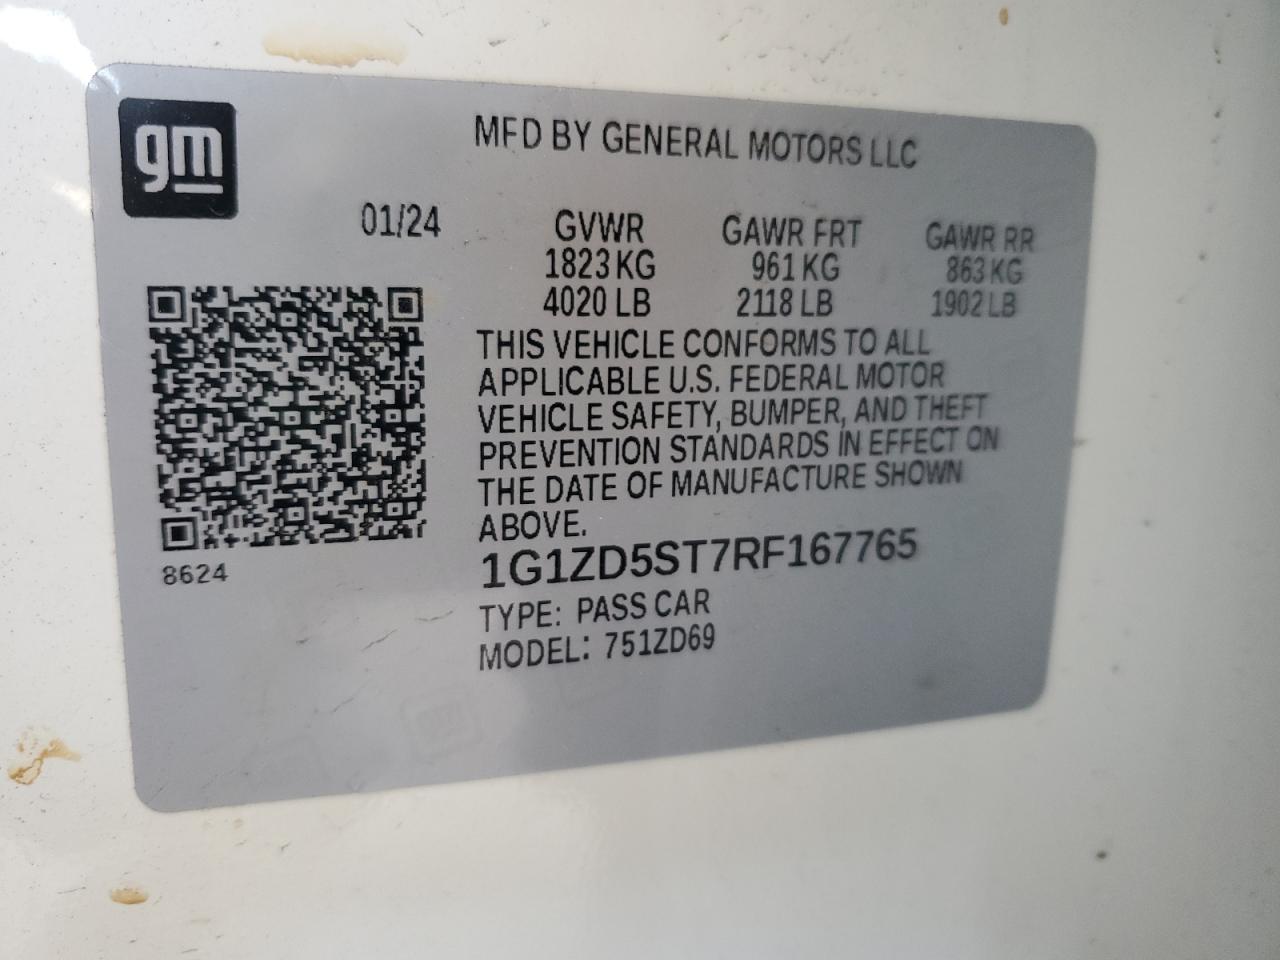 gm
MFD BY GENERAL MOTORS LLC
01/24 GVWR GAWR FRT GAWR RR
1823 KG 961 KG 863 KG
4020 LB 2118 LB 1902 LB
THIS VEHICLE CONFORMS TO ALL
APPLICABLE U.S. FEDERAL MOTOR
VEHICLE SAFETY, BUMPER, AND THEFT
PREVENTION STANDARDS IN EFFECT ON
THE DATE OF MANUFACTURE SHOWN
ABOVE.
1G1ZD5ST7RF167765
8624
TYPE: PASS CAR
MODEL: 751ZD69